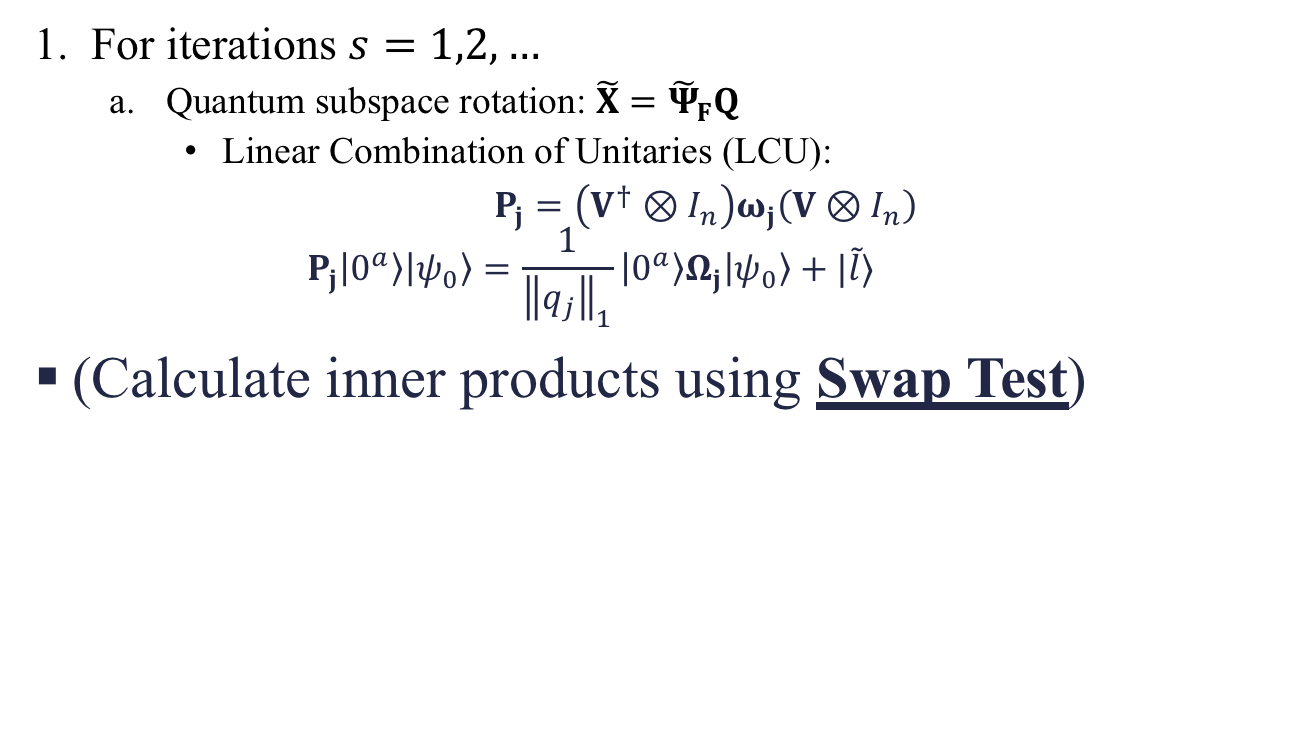 1. For iterations 𝑠 = 1,2, …
a. Quantum subspace rotation: 𝐗̃ = 𝚿̃_𝐅𝐐
• Linear Combination of Unitaries (LCU):
𝐏_𝐣 = (𝐕^† ⊗ 𝐼_𝑛)𝛚_𝐣(𝐕 ⊗ 𝐼_𝑛)
𝐏_𝐣|0^𝑎⟩|𝜓_0⟩ = 1/‖𝑞_𝑗‖_1 |0^𝑎⟩𝛀_𝐣|𝜓_0⟩ + |𝑙̃⟩
▪ (Calculate inner products using Swap Test)